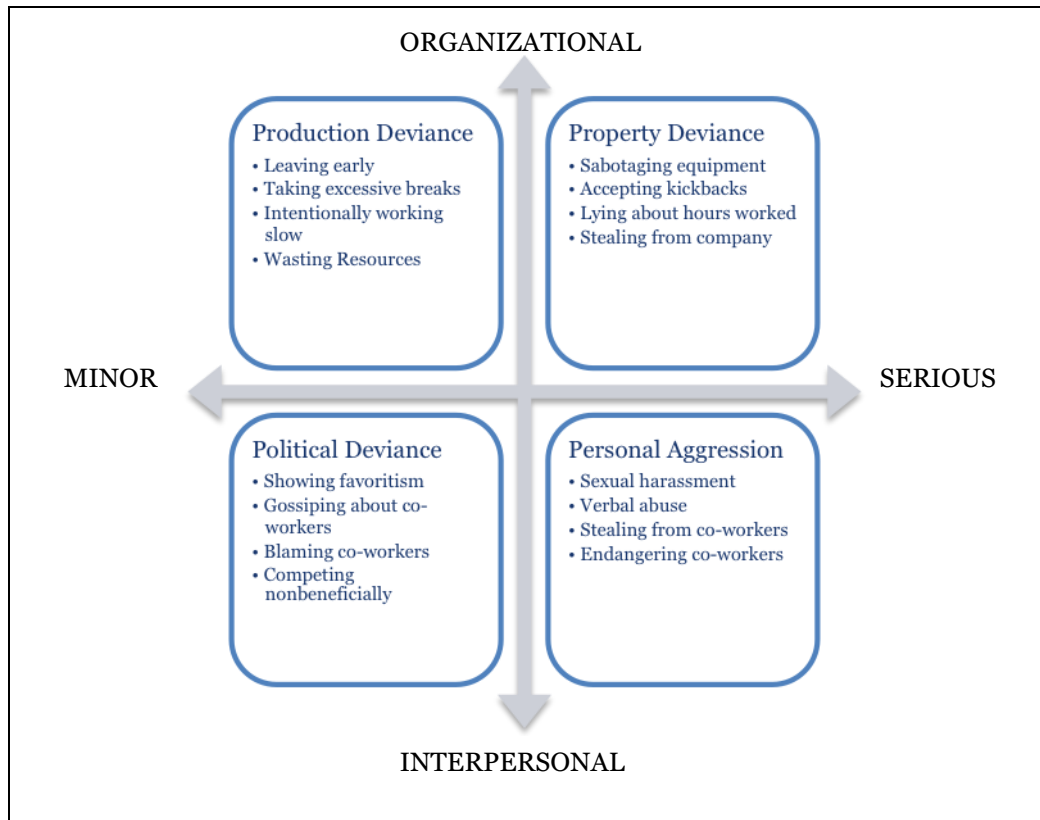 ORGANIZATIONAL
Production Deviance
• Leaving early
• Taking excessive breaks
• Intentionally working
slow
• Wasting Resources
Property Deviance
• Sabotaging equipment
• Accepting kickbacks
• Lying about hours worked
• Stealing from company
MINOR
SERIOUS
Political Deviance
• Showing favoritism
• Gossiping about co-
workers
• Blaming co-workers
• Competing
nonbeneficially
Personal Aggression
• Sexual harassment
• Verbal abuse
• Stealing from co-workers
• Endangering co-workers
INTERPERSONAL